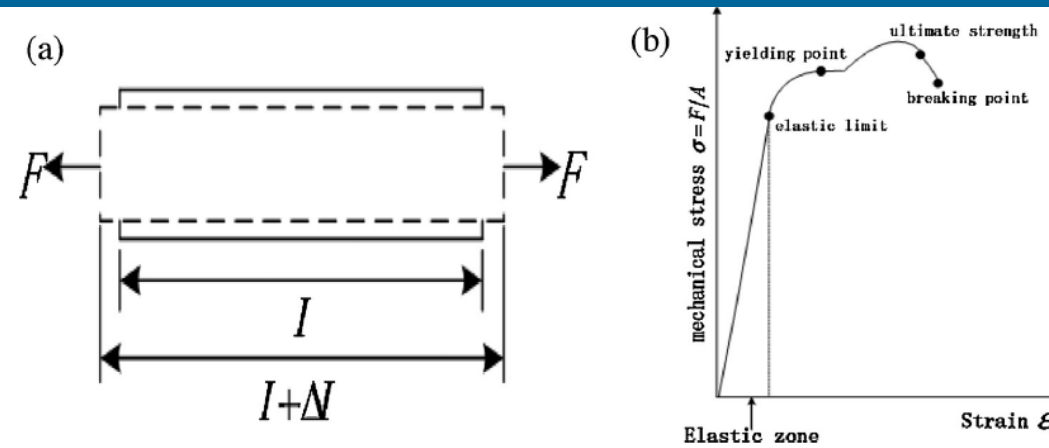 (a)
F
F
I
I+ΔI
(b)
mechanical stress σ=F/A
yielding point
ultimate strength
breaking point
elastic limit
Strain ε
Elastic zone